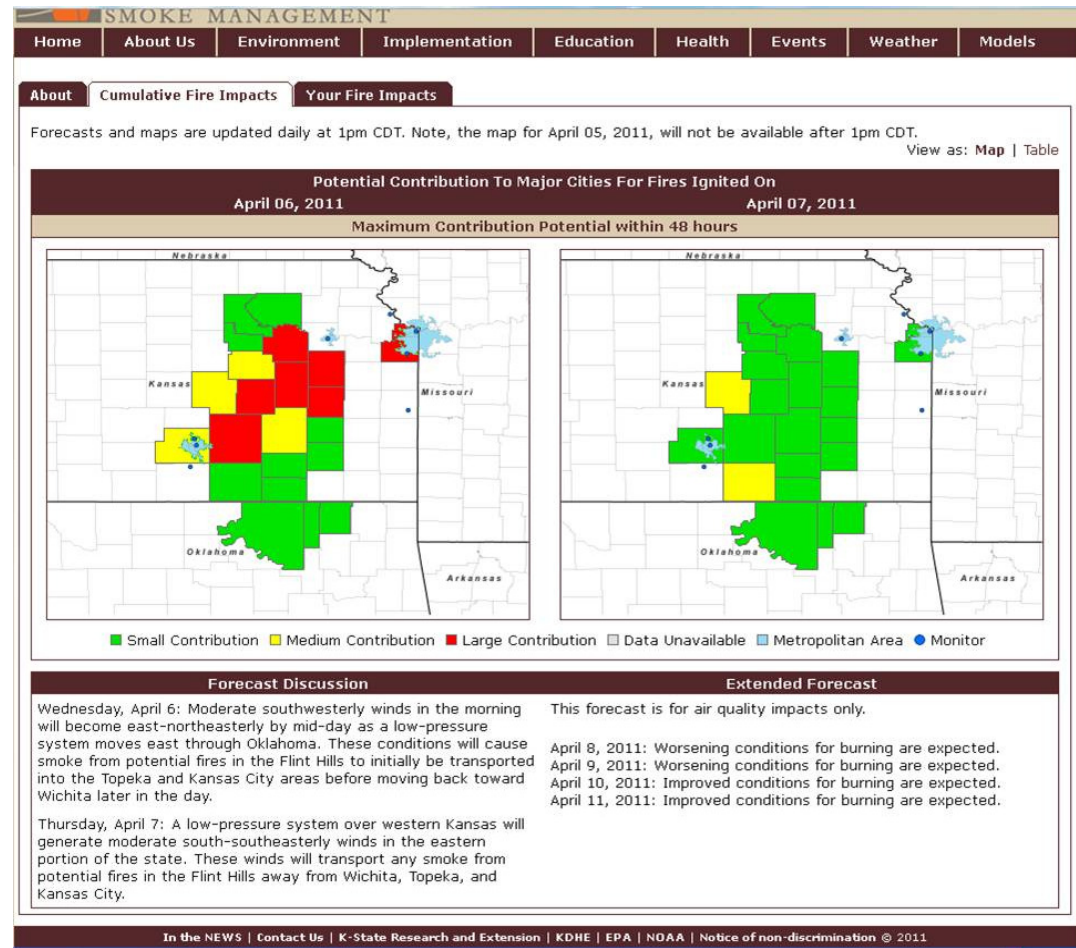 SMOKE MANAGEMENT
Home About Us Environment Implementation Education Health Events Weather Models
About Cumulative Fire Impacts Your Fire Impacts
Forecasts and maps are updated daily at 1pm CDT. Note, the map for April 05, 2011, will not be available after 1pm CDT.
View as: Map | Table
Potential Contribution To Major Cities For Fires Ignited On
April 06, 2011 April 07, 2011
Maximum Contribution Potential within 48 hours
Nebraska
Kansas
Missouri
Oklahoma
Arkansas
Nebraska
Kansas
Missouri
Oklahoma
Arkansas
Small Contribution Medium Contribution Large Contribution Data Unavailable Metropolitan Area Monitor
Forecast Discussion
Wednesday, April 6: Moderate southwesterly winds in the morning
will become east-northeasterly by mid-day as a low-pressure
system moves east through Oklahoma. These conditions will cause
smoke from potential fires in the Flint Hills to initially be transported
into the Topeka and Kansas City areas before moving back toward
Wichita later in the day.
Thursday, April 7: A low-pressure system over western Kansas will
generate moderate south-southeasterly winds in the eastern
portion of the state. These winds will transport any smoke from
potential fires in the Flint Hills away from Wichita, Topeka, and
Kansas City.
Extended Forecast
This forecast is for air quality impacts only.
April 8, 2011: Worsening conditions for burning are expected.
April 9, 2011: Worsening conditions for burning are expected.
April 10, 2011: Improved conditions for burning are expected.
April 11, 2011: Improved conditions for burning are expected.
In the NEWS | Contact Us | K-State Research and Extension | KDHE | EPA | NOAA | Notice of non-discrimination © 2011